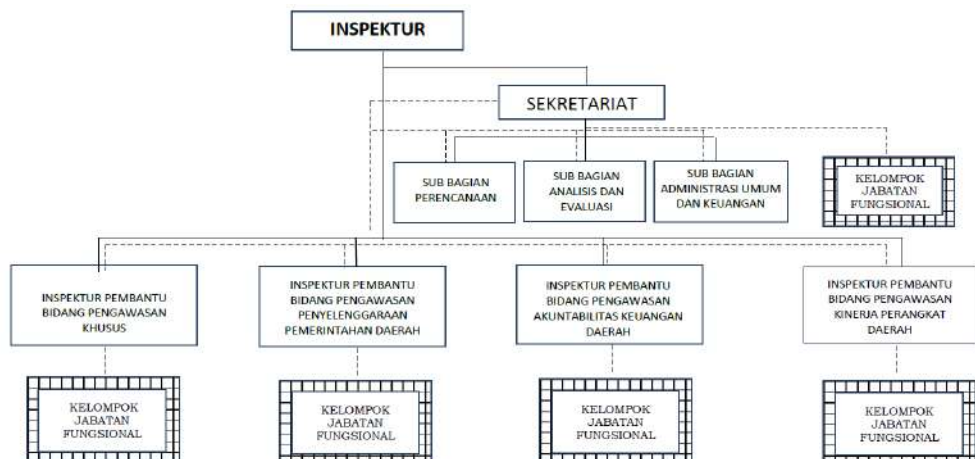 INSPEKTUR
SEKRETARIAT
SUB BAGIAN
PERENCANAAN
SUB BAGIAN
ANALISIS DAN
EVALUASI
SUB BAGIAN
ADMINISTRASI UMUM
DAN KEUANGAN
KELOMPOK
JABATAN
FUNGSIONAL
INSPEKTUR PEMBANTU
BIDANG PENGAWASAN
KHUSUS
INSPEKTUR PEMBANTU
BIDANG PENGAWASAN
PENYELENGGARAAN
PEMERINTAHAN DAERAH
INSPEKTUR PEMBANTU
BIDANG PENGAWASAN
AKUNTABILITAS KEUANGAN
DAERAH
INSPEKTUR PEMBANTU
BIDANG PENGAWASAN
KINERJA PERANGKAT
DAERAH
KELOMPOK
JABATAN
FUNGSIONAL
KELOMPOK
JABATAN
FUNGSIONAL
KELOMPOK
JABATAN
FUNGSIONAL
KELOMPOK
JABATAN
FUNGSIONAL